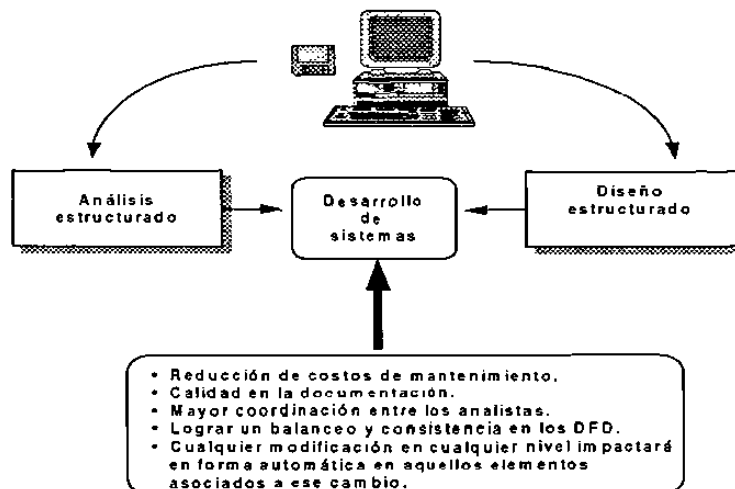 Análisis
estructurado
Desarrollo
de
sistemas
Diseño
estructurado
• Reducción de costos de mantenimiento.
• Calidad en la documentación.
• Mayor coordinación entre los analistas.
• Lograr un balanceo y consistencia en los DFD.
• Cualquier modificación en cualquier nivel impactará
en forma automática en aquellos elementos
asociados a ese cambio.